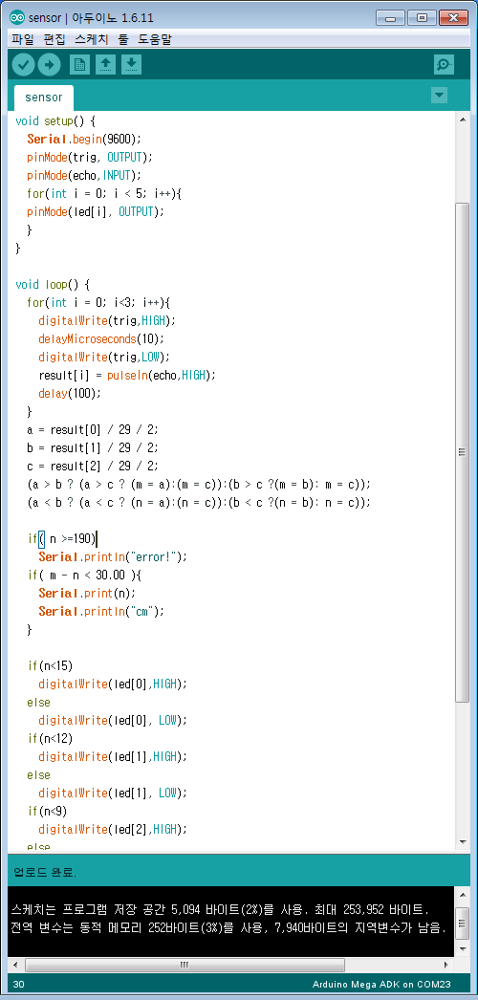 sensor | 아두이노 1.6.11
파일 편집 스케치 툴 도움말
sensor
void setup() {
  Serial.begin(9600);
  pinMode(trig, OUTPUT);
  pinMode(echo,INPUT);
  for(int i = 0; i < 5; i++){
  pinMode(led[i], OUTPUT);
  }
}
void loop() {
  for(int i = 0; i<3; i++){
    digitalWrite(trig,HIGH);
    delayMicroseconds(10);
    digitalWrite(trig,LOW);
    result[i] = pulseIn(echo,HIGH);
    delay(100);
  }
  a = result[0] / 29 / 2;
  b = result[1] / 29 / 2;
  c = result[2] / 29 / 2;
  (a > b ? (a > c ? (m = a):(m = c)):(b > c ?(m = b): m = c));
  (a < b ? (a < c ? (n = a):(n = c)):(b < c ?(n = b): n = c));
  if( n >=190)
    Serial.println("error!");
  if( m - n < 30.00 ){
    Serial.print(n);
    Serial.println("cm");
  }
  if(n<15)
    digitalWrite(led[0],HIGH);
  else
    digitalWrite(led[0], LOW);
  if(n<12)
    digitalWrite(led[1],HIGH);
  else
    digitalWrite(led[1], LOW);
  if(n<9)
    digitalWrite(led[2],HIGH);
  else
업로드 완료.
스케치는 프로그램 저장 공간 5,094 바이트(2%)를 사용. 최대 253,952 바이트.
전역 변수는 동적 메모리 252바이트(3%)를 사용, 7,940바이트의 지역변수가 남음.
30
Arduino Mega ADK on COM23